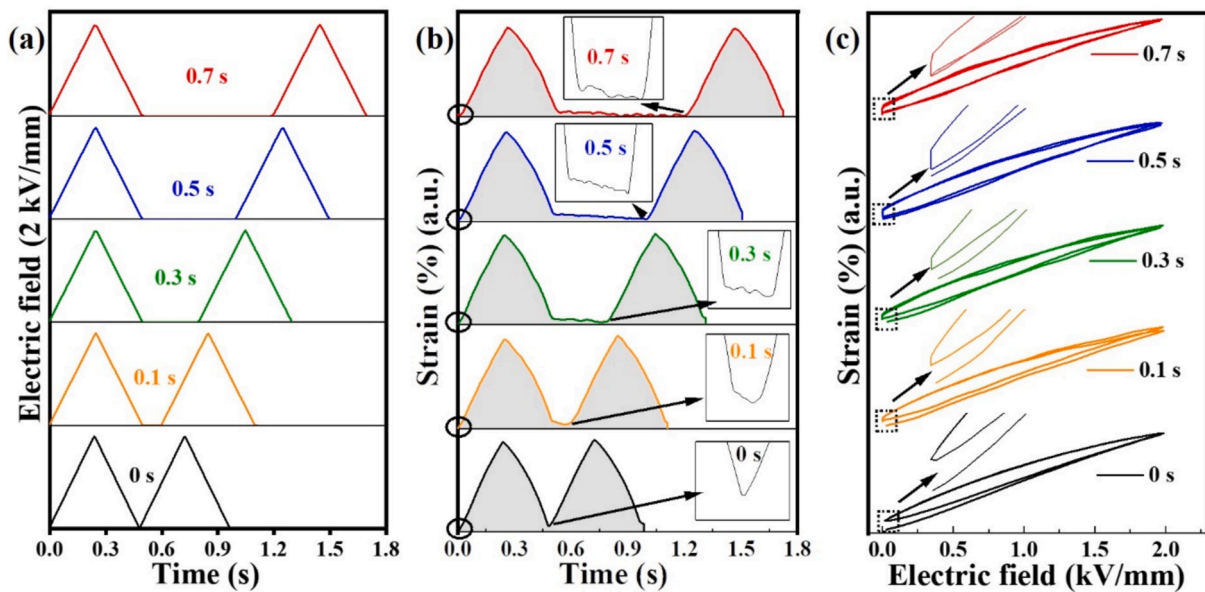 (a)
Electric field (2 kV/mm)
0.7 s
0.5 s
0.3 s
0.1 s
0 s
0.0 0.3 0.6 0.9 1.2 1.5 1.8
Time (s)
(b)
Strain (%) (a.u.)
0.7 s
0.5 s
0.3 s
0.1 s
0 s
0.0 0.3 0.6 0.9 1.2 1.5 1.8
Time (s)
(c)
Strain (%) (a.u.)
0.7 s
0.5 s
0.3 s
0.1 s
0 s
0.0 0.5 1.0 1.5 2.0
Electric field (kV/mm)